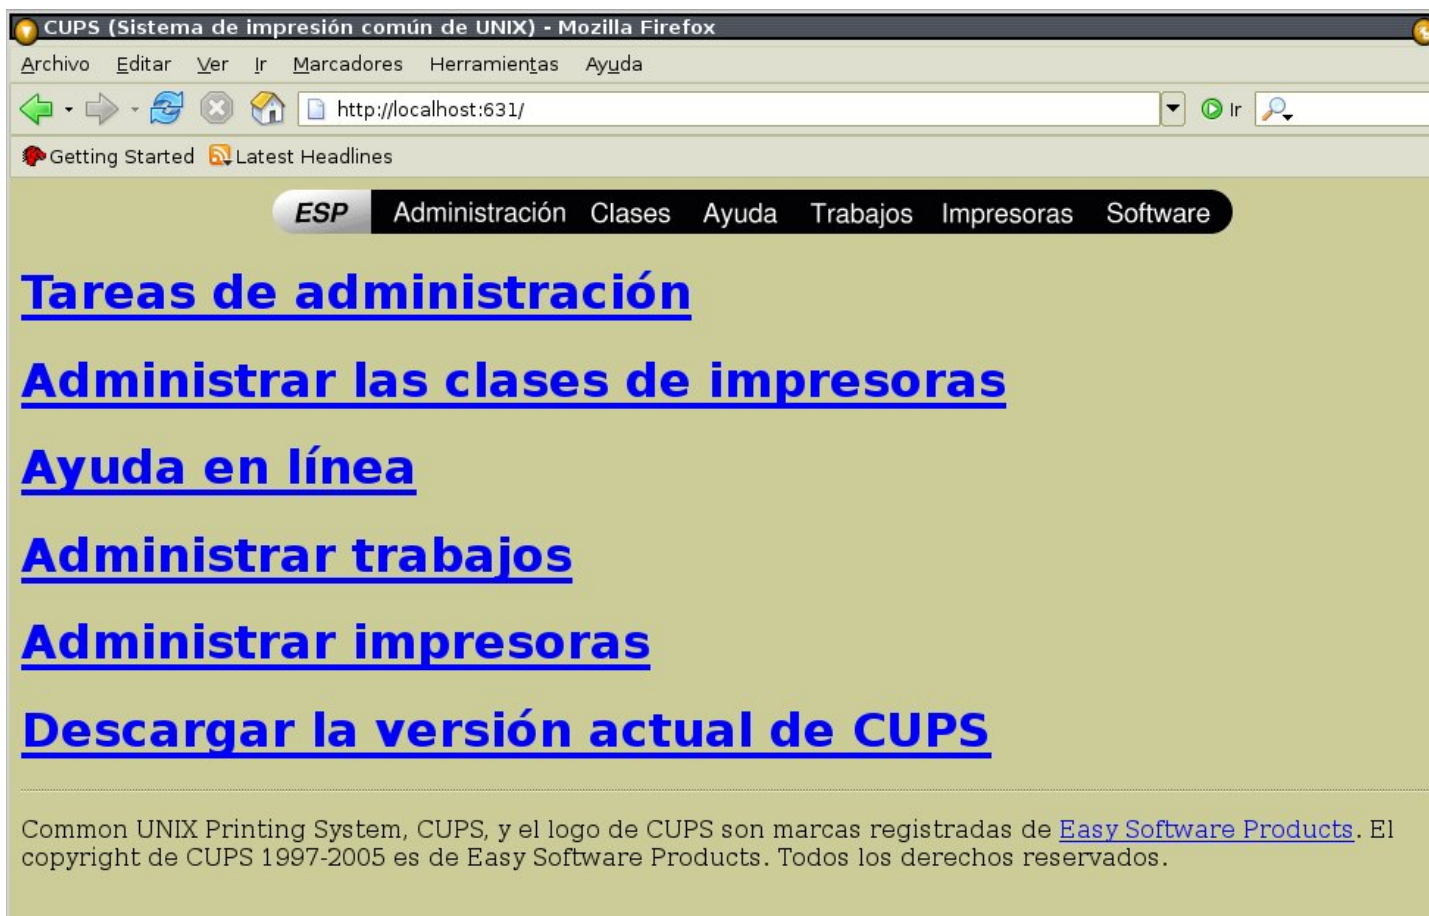 CUPS (Sistema de impresión común de UNIX) - Mozilla Firefox
Archivo Editar Ver Ir Marcadores Herramientas Ayuda
http://localhost:631/ Ir
Getting Started Latest Headlines
ESP Administración Clases Ayuda Trabajos Impresoras Software
Tareas de administración
Administrar las clases de impresoras
Ayuda en línea
Administrar trabajos
Administrar impresoras
Descargar la versión actual de CUPS
Common UNIX Printing System, CUPS, y el logo de CUPS son marcas registradas de Easy Software Products. El
copyright de CUPS 1997-2005 es de Easy Software Products. Todos los derechos reservados.